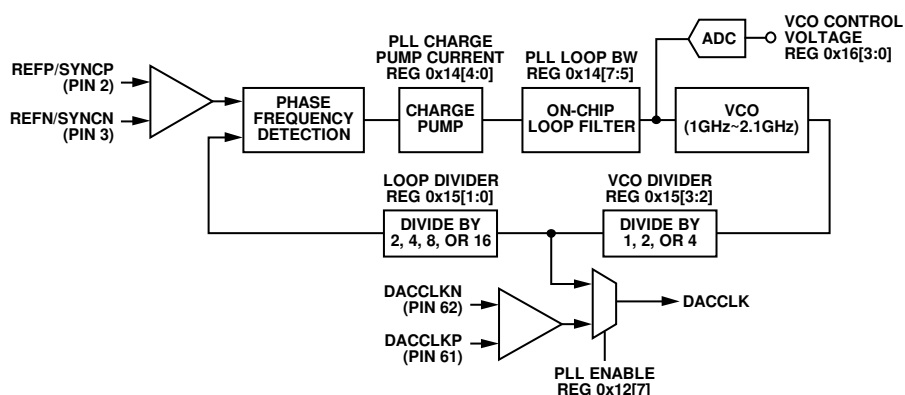 REFP/SYNCP
(PIN 2)
REFN/SYNCN
(PIN 3)
PHASE
FREQUENCY
DETECTION
PLL CHARGE
PUMP CURRENT
REG 0x14[4:0]
CHARGE
PUMP
PLL LOOP BW
REG 0x14[7:5]
ON-CHIP
LOOP FILTER
ADC
VCO CONTROL
VOLTAGE
REG 0x16[3:0]
VCO
(1GHz~2.1GHz)
LOOP DIVIDER
REG 0x15[1:0]
DIVIDE BY
2, 4, 8, OR 16
VCO DIVIDER
REG 0x15[3:2]
DIVIDE BY
1, 2, OR 4
DACCLKN
(PIN 62)
DACCLKP
(PIN 61)
DACCLK
PLL ENABLE
REG 0x12[7]